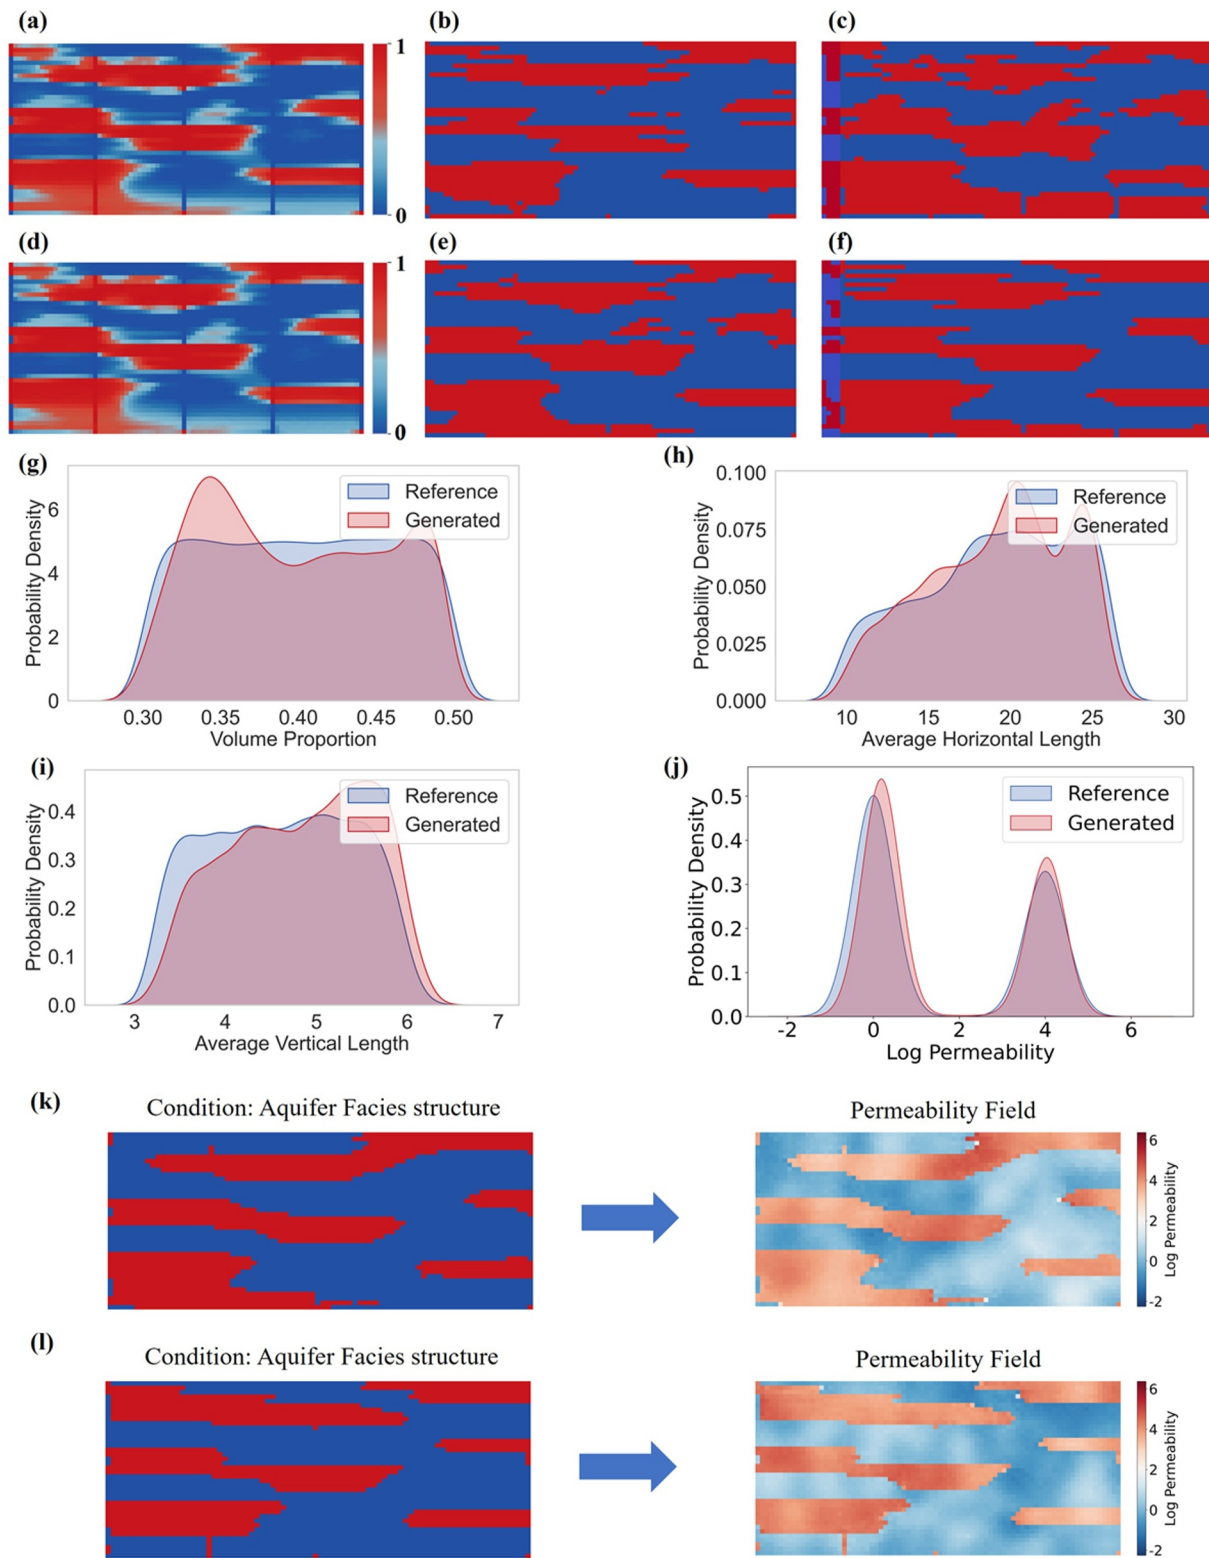 (a)
(b)
(c)
1
0
(d)
(e)
(f)
1
0
(g)
Probability Density
6
4
2
0
Reference
Generated
0.30 0.35 0.40 0.45 0.50
Volume Proportion
(h)
Probability Density
0.100
0.075
0.050
0.025
0.000
Reference
Generated
10 15 20 25 30
Average Horizontal Length
(i)
Probability Density
0.4
0.3
0.2
0.1
0.0
Reference
Generated
3 4 5 6 7
Average Vertical Length
(j)
Probability Density
0.5
0.4
0.3
0.2
0.1
0.0
Reference
Generated
-2 0 2 4 6
Log Permeability
(k)
Condition: Aquifer Facies structure
Permeability Field
6
4
2
0
-2
Log Permeability
(l)
Condition: Aquifer Facies structure
Permeability Field
6
4
2
0
-2
Log Permeability